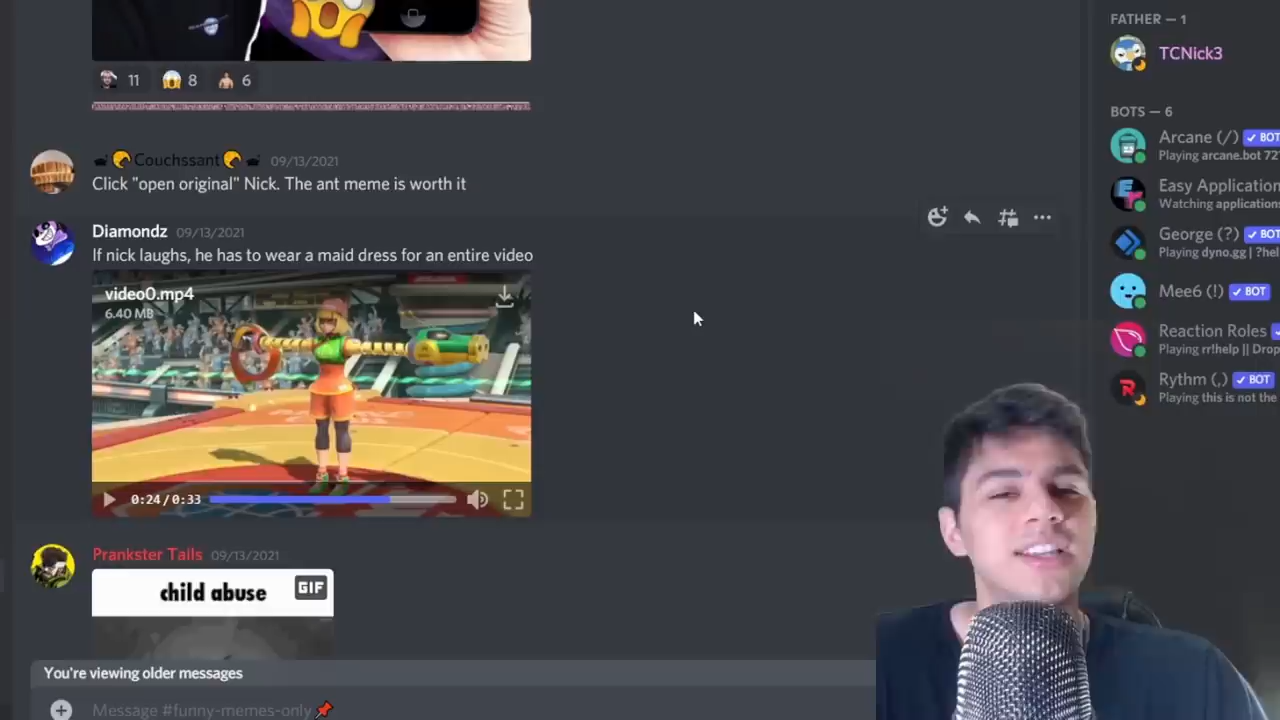 FATHER — 1
TCNick3
BOTS — 6
Arcane (/) BOT
Playing arcane.bot
Easy Application
Watching applications
George (?) BOT
Playing dyno.gg | ?hel
Mee6 (!) BOT
Reaction Roles
Playing rr!help || Drop
Rythm (,) BOT
Playing this is not the
11 8 6
Couchssant 09/13/2021
Click "open original" Nick. The ant meme is worth it
Diamondz 09/13/2021
If nick laughs, he has to wear a maid dress for an entire video
video0.mp4
6.40 MB
0:24/0:33
Prankster Talls 09/13/2021
child abuse
GIF
You're viewing older messages
Message #funny-memes-only